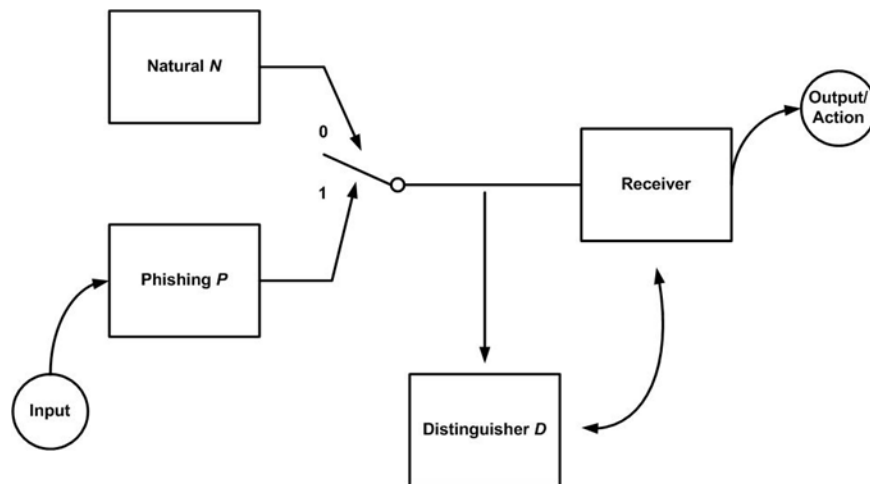 Natural N
Output/
Action
0
Receiver
1
Phishing P
Input
Distinguisher D